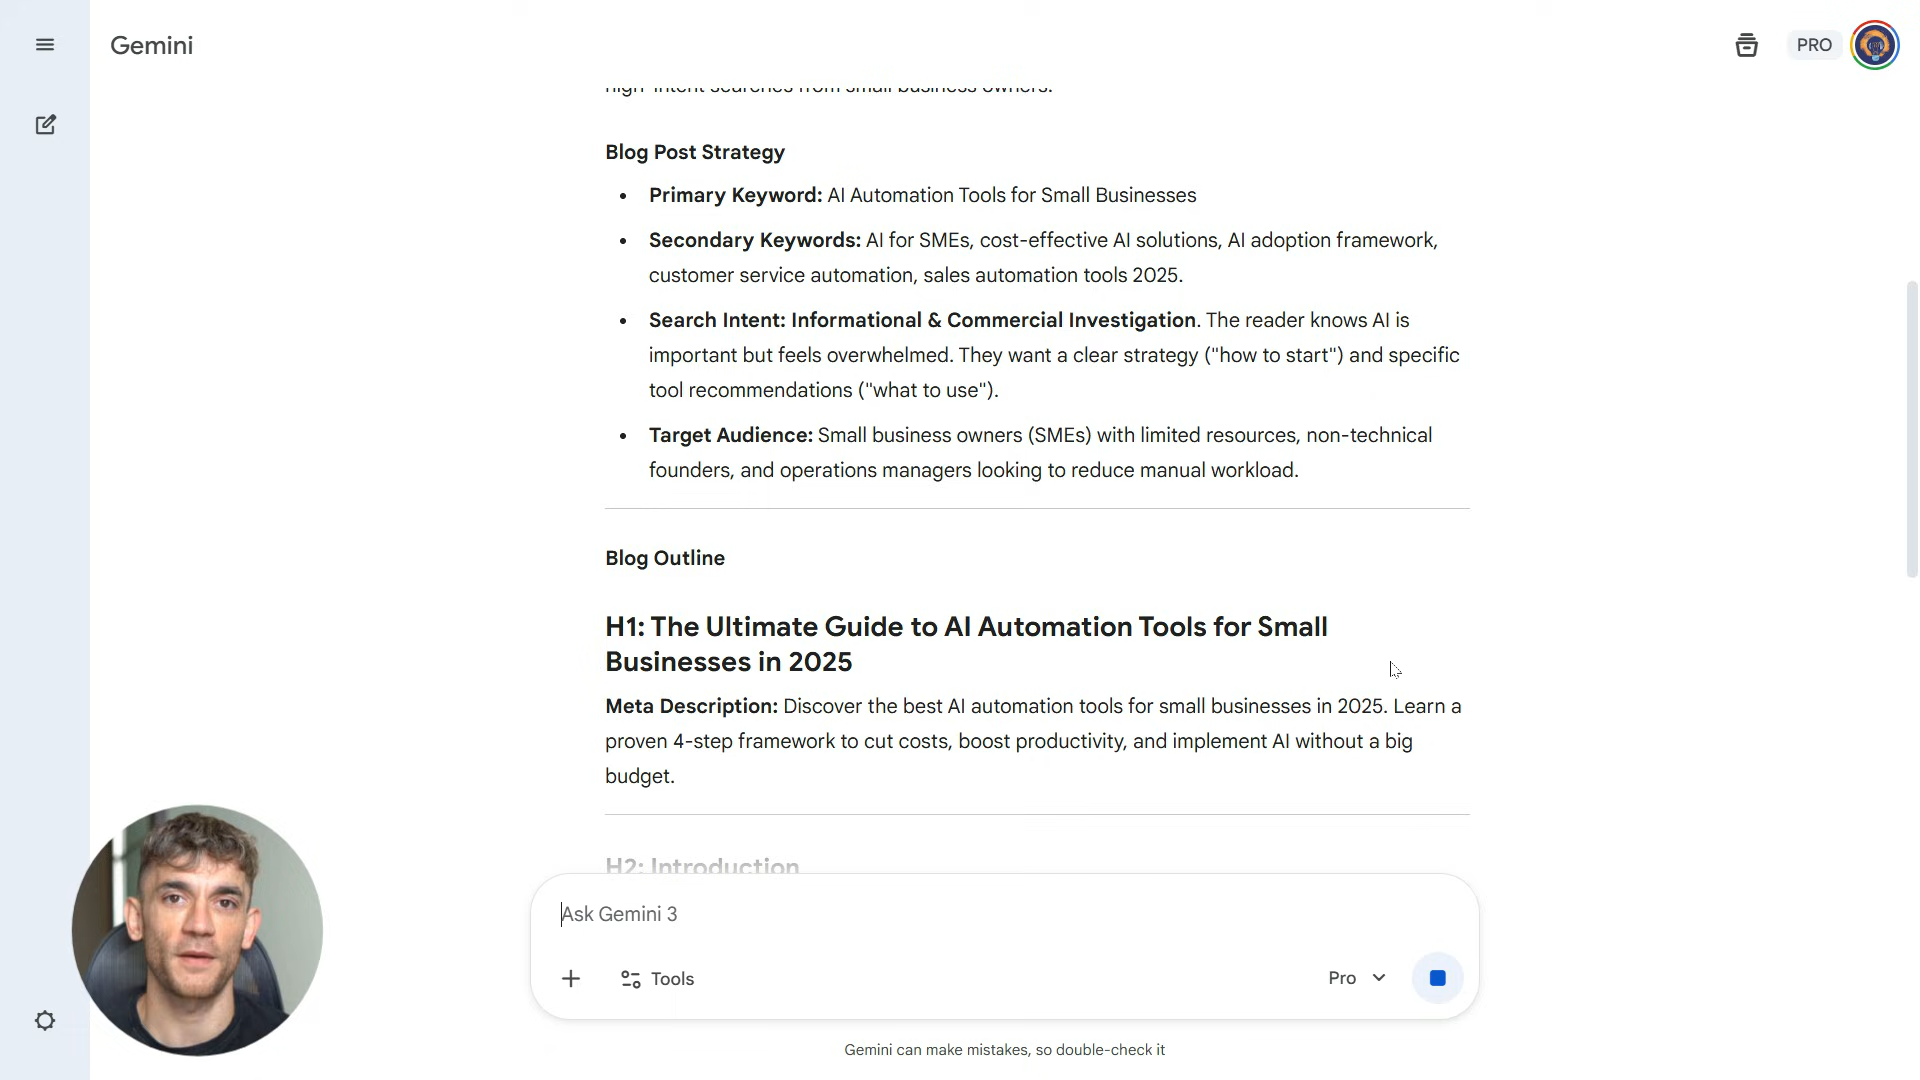 Gemini
PRO
high-intent searches from small business owners.
Blog Post Strategy
• Primary Keyword: AI Automation Tools for Small Businesses
• Secondary Keywords: AI for SMEs, cost-effective AI solutions, AI adoption framework,
customer service automation, sales automation tools 2025.
• Search Intent: Informational & Commercial Investigation. The reader knows AI is
important but feels overwhelmed. They want a clear strategy ("how to start") and specific
tool recommendations ("what to use").
• Target Audience: Small business owners (SMEs) with limited resources, non-technical
founders, and operations managers looking to reduce manual workload.
Blog Outline
H1: The Ultimate Guide to AI Automation Tools for Small
Businesses in 2025
Meta Description: Discover the best AI automation tools for small businesses in 2025. Learn a
proven 4-step framework to cut costs, boost productivity, and implement AI without a big
budget.
H2: Introduction
Ask Gemini 3
Tools
Pro
Gemini can make mistakes, so double-check it